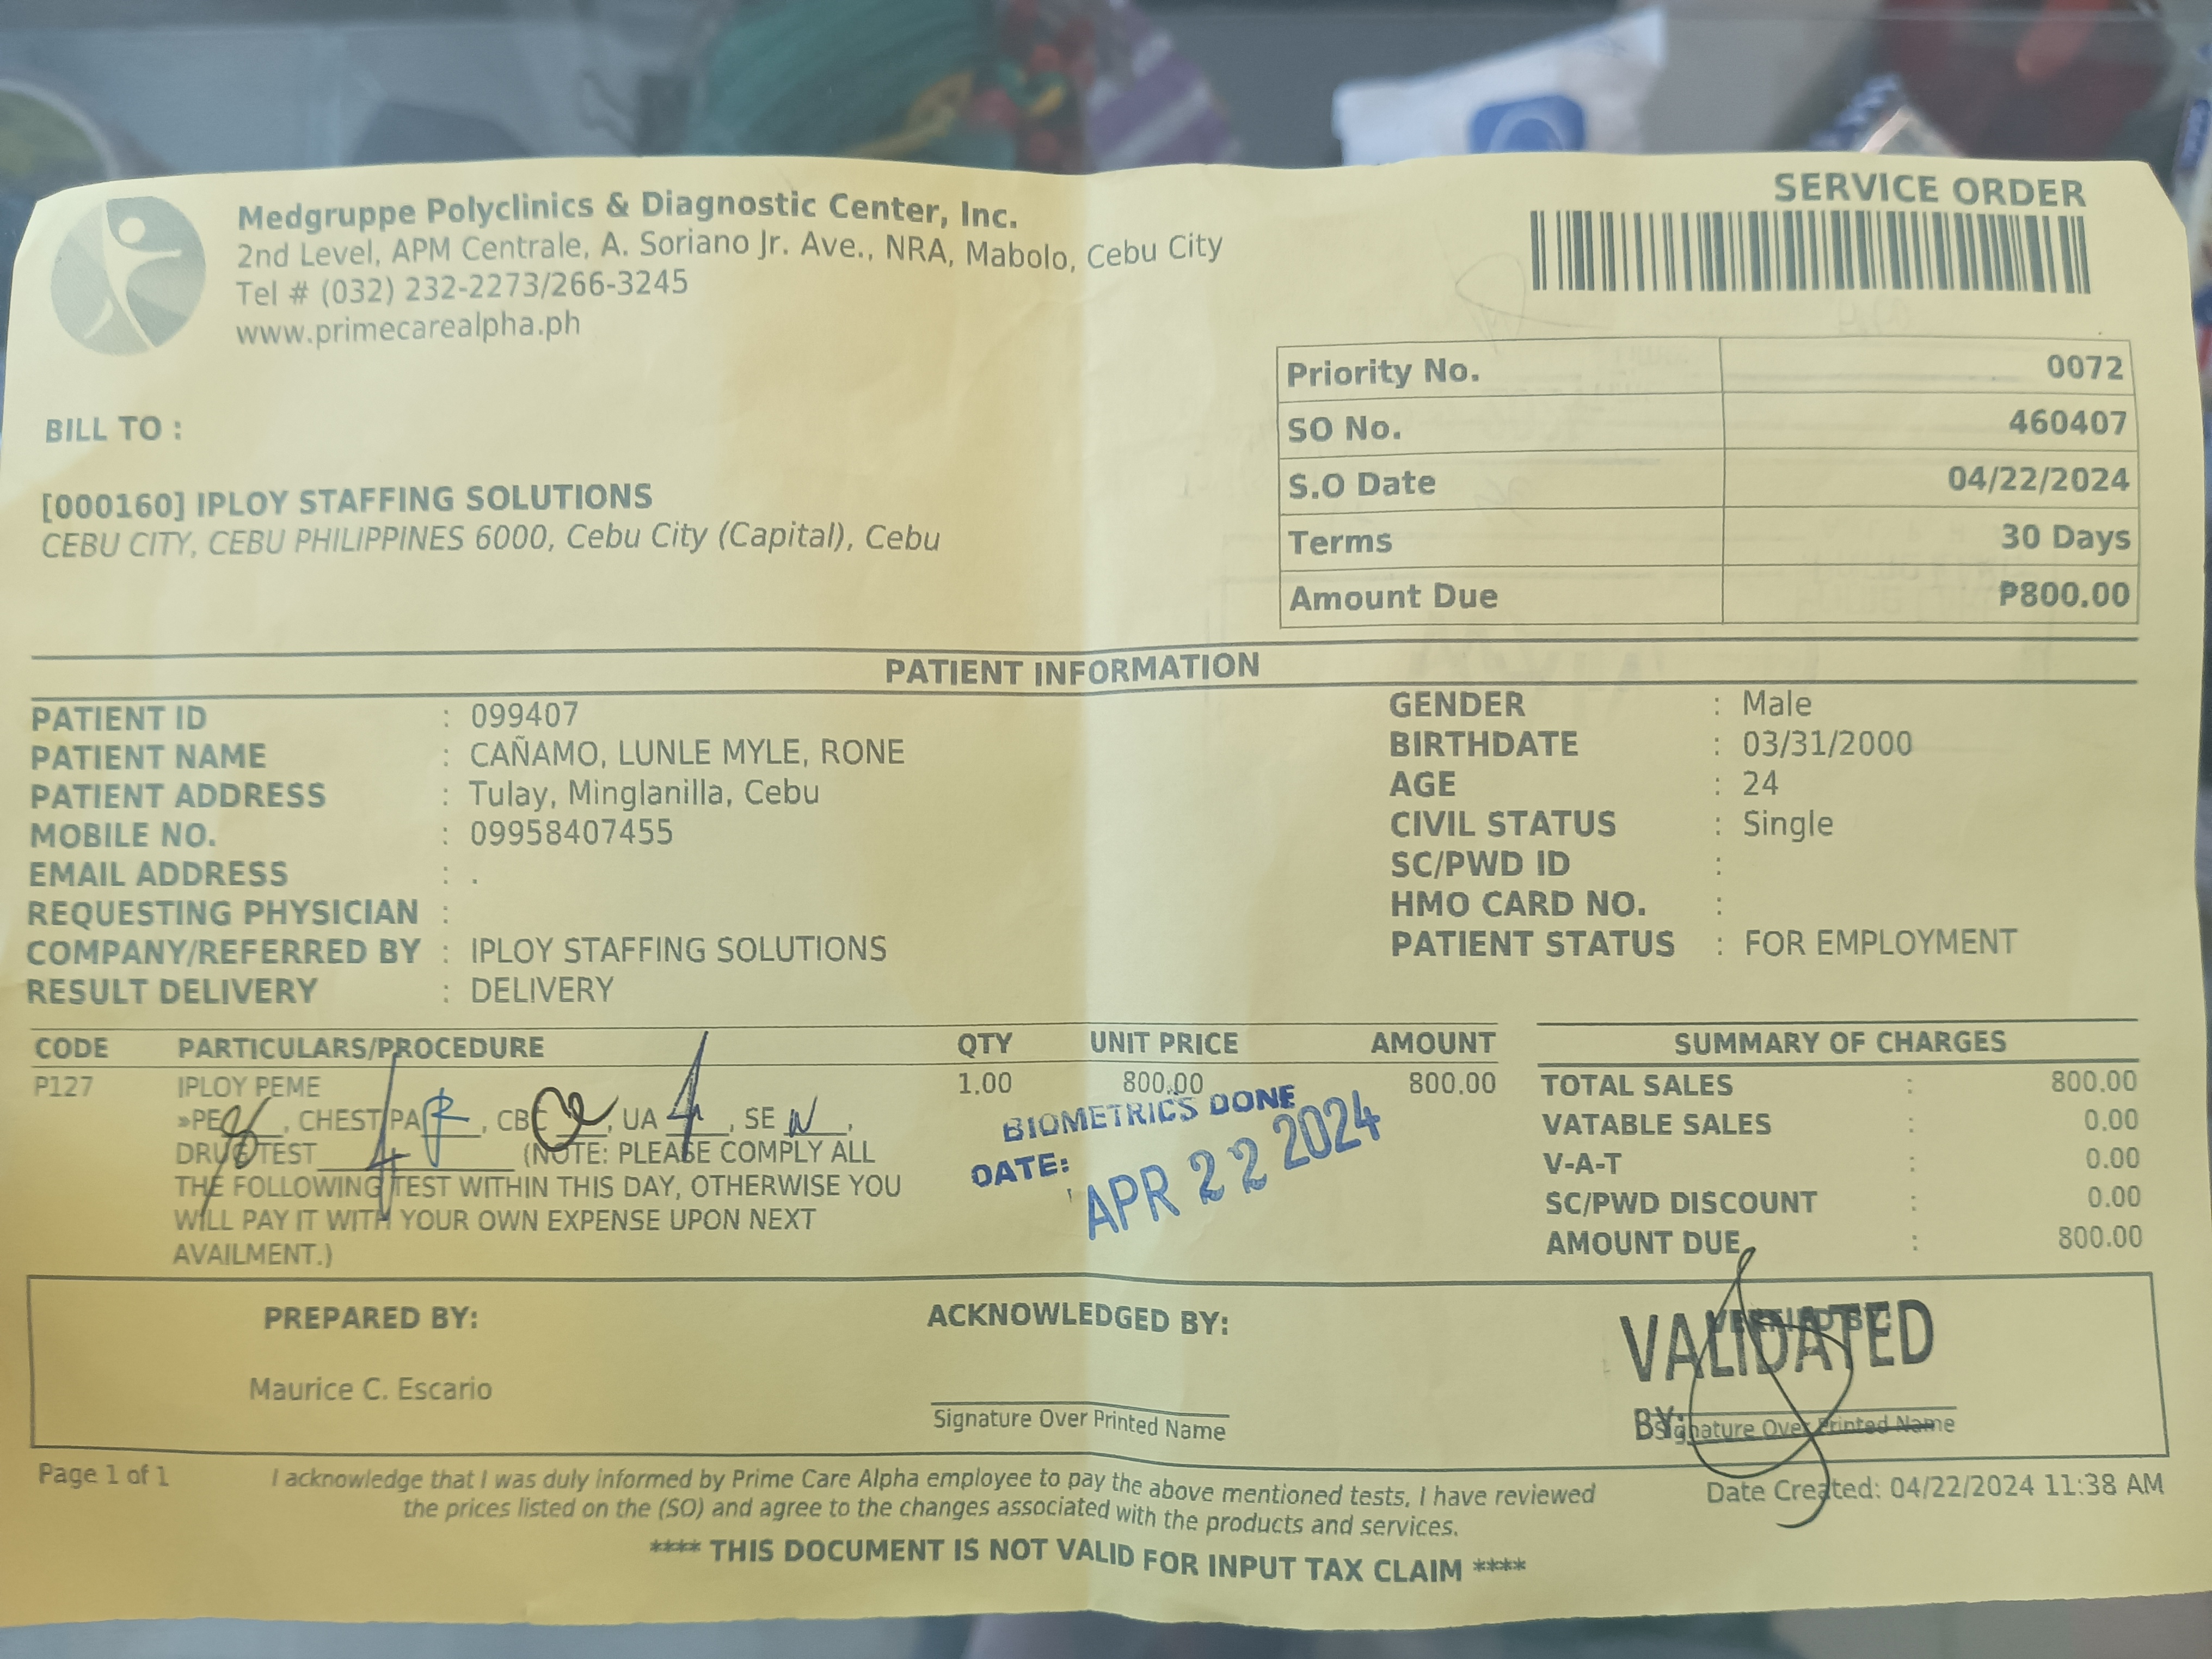 Medgruppe Polyclinics & Diagnostic Center, Inc.
2nd Level, APM Centrale, A. Soriano Jr. Ave., NRA, Mabolo, Cebu City
Tel # (032) 232-2273/266-3245
www.primecarealpha.ph
SERVICE ORDER
Priority No. 0072
SO No. 460407
S.O Date 04/22/2024
Terms 30 Days
Amount Due ₱800.00
BILL TO :
[000160] IPLOY STAFFING SOLUTIONS
CEBU CITY, CEBU PHILIPPINES 6000, Cebu City (Capital), Cebu
PATIENT INFORMATION
PATIENT ID : 099407
PATIENT NAME : CAÑAMO, LUNLE MYLE, RONE
PATIENT ADDRESS : Tulay, Minglanilla, Cebu
MOBILE NO. : 09958407455
EMAIL ADDRESS : .
REQUESTING PHYSICIAN :
COMPANY/REFERRED BY : IPLOY STAFFING SOLUTIONS
RESULT DELIVERY : DELIVERY
GENDER : Male
BIRTHDATE : 03/31/2000
AGE : 24
CIVIL STATUS : Single
SC/PWD ID :
HMO CARD NO. :
PATIENT STATUS : FOR EMPLOYMENT
CODE PARTICULARS/PROCEDURE QTY UNIT PRICE AMOUNT
P127 IPLOY PEME 1.00 800.00 800.00
»PE , CHEST PA , CBC , UA , SE ,
DRUG TEST (NOTE: PLEASE COMPLY ALL
THE FOLLOWING TEST WITHIN THIS DAY, OTHERWISE YOU
WILL PAY IT WITH YOUR OWN EXPENSE UPON NEXT
AVAILMENT.)
BIOMETRICS DONE
DATE: APR 22 2024
SUMMARY OF CHARGES
TOTAL SALES : 800.00
VATABLE SALES : 0.00
V-A-T : 0.00
SC/PWD DISCOUNT : 0.00
AMOUNT DUE : 800.00
PREPARED BY:
Maurice C. Escario
ACKNOWLEDGED BY:
Signature Over Printed Name
VERIFIED BY:
VALIDATED
BY:
Signature Over Printed Name
Page 1 of 1
I acknowledge that I was duly informed by Prime Care Alpha employee to pay the above mentioned tests, I have reviewed
the prices listed on the (SO) and agree to the changes associated with the products and services.
Date Created: 04/22/2024 11:38 AM
**** THIS DOCUMENT IS NOT VALID FOR INPUT TAX CLAIM ****